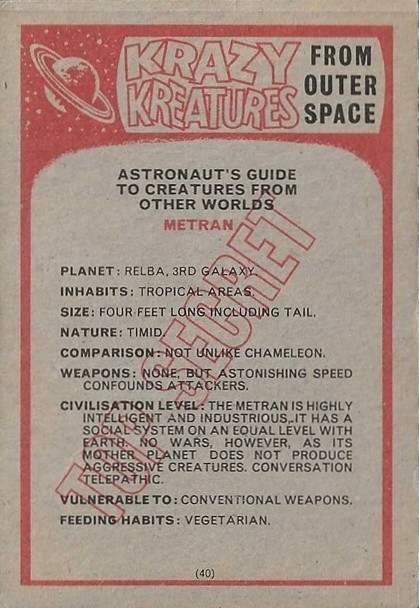 KRAZY KREATURES FROM OUTER SPACE
ASTRONAUT'S GUIDE
TO CREATURES FROM
OTHER WORLDS
METRAN
PLANET: RELBA, 3RD GALAXY.
INHABITS: TROPICAL AREAS.
SIZE: FOUR FEET LONG INCLUDING TAIL.
NATURE: TIMID.
COMPARISON: NOT UNLIKE CHAMELEON.
WEAPONS: NONE, BUT ASTONISHING SPEED
CONFOUNDS ATTACKERS.
CIVILISATION LEVEL: THE METRAN IS HIGHLY
INTELLIGENT AND INDUSTRIOUS, IT HAS A
SOCIAL SYSTEM ON AN EQUAL LEVEL WITH
EARTH. NO WARS, HOWEVER, AS ITS
MOTHER PLANET DOES NOT PRODUCE
AGGRESSIVE CREATURES. CONVERSATION
TELEPATHIC.
VULNERABLE TO: CONVENTIONAL WEAPONS.
FEEDING HABITS: VEGETARIAN.
TOP SECRET
(40)